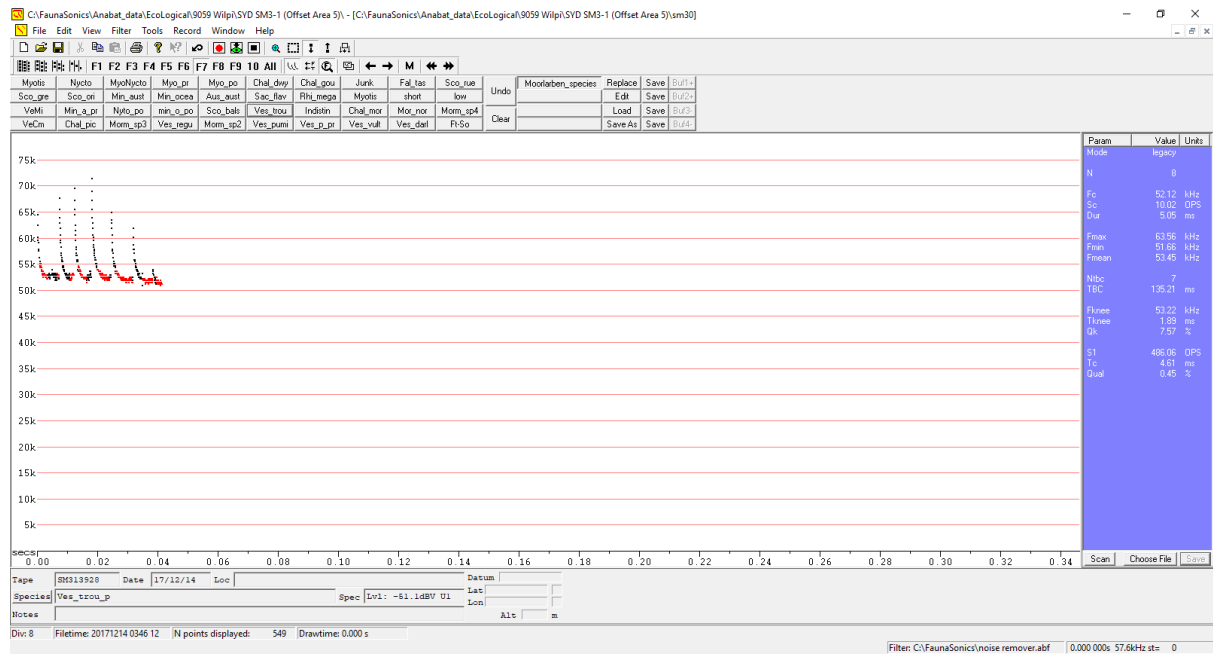 C:\FaunaSonics\Anabat_data\EcoLogical\9059 Wilpi\SYD SM3-1 (Offset Area 5)\ - [C:\FaunaSonics\Anabat_data\EcoLogical\9059 Wilpi\SYD SM3-1 (Offset Area 5)\sm30]
File Edit View Filter Tools Record Window Help
F1 F2 F3 F4 F5 F6 F7 F8 F9 10 All M
Myotis Nycto MyoNycto Myo_pr Myo_po Chal_dwy Chal_gou Junk Fal_tas Sco_rue Undo Moorlarben_species Replace Save Buf1+
Sco_gre Sco_ori Min_aust Min_ocea Aus_aust Sac_flav Rhi_mega Myotis short low Edit Save Buf2+
VeMi Min_a_pr Nyto_po min_o_po Sco_bals Ves_trou Indistin Chal_mor Mor_nor Morm_sp4 Clear Load Save Buf3-
VeCm Chal_pic Morm_sp3 Ves_regu Morm_sp2 Ves_pumi Ves_p_pr Ves_vult Ves_darl Ft-So Save As Save Buf4-
Param Value Units
Mode legacy
N 8
Fc 52.12 kHz
Sc 10.02 OPS
Dur 5.05 ms
Fmax 63.56 kHz
Fmin 51.66 kHz
Fmean 53.45 kHz
Ntbc 7
TBC 135.21 ms
Fknee 53.22 kHz
Tknee 1.89 ms
Qk 7.57 %
S1 486.06 OPS
Tc 4.61 ms
Qual 0.45 %
75k
70k
65k
60k
55k
50k
45k
40k
35k
30k
25k
20k
15k
10k
5k
secs
0.00 0.02 0.04 0.06 0.08 0.10 0.12 0.14 0.16 0.18 0.20 0.22 0.24 0.26 0.28 0.30 0.32 0.34
Scan Choose File Save
Tape SM313928 Date 17/12/14 Loc Datum
Species Ves_trou_p Spec Lvl: -51.1dBV U1 Lat
Lon
Notes Alt m
Div: 8 Filetime: 20171214 0346 12 N points displayed: 549 Drawtime: 0.000 s
Filter: C:\FaunaSonics\noise remover.abf 0.000 000s 57.6kHz st= 0